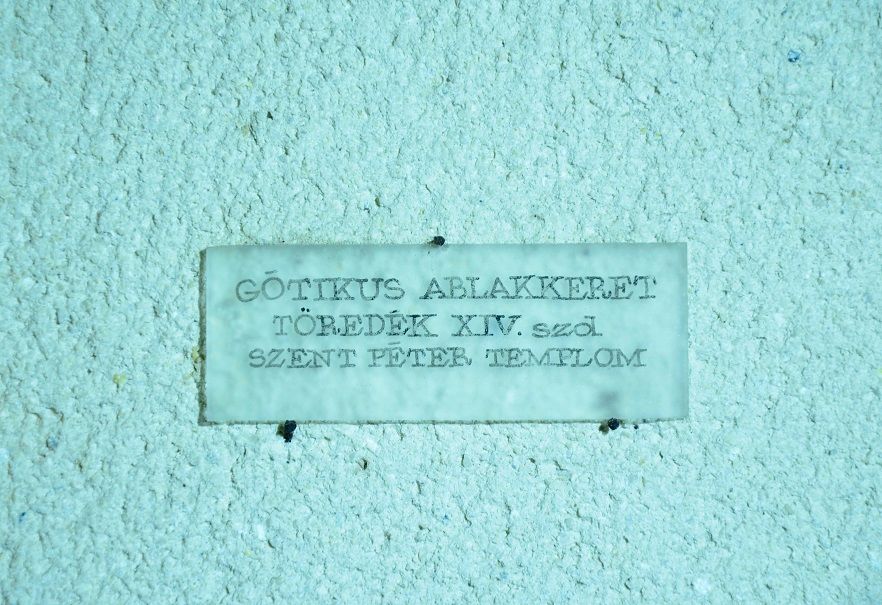 GÓTIKUS ABLAKKERET
TÖREDÉK XIV. szd
SZENT PÉTER TEMPLOM